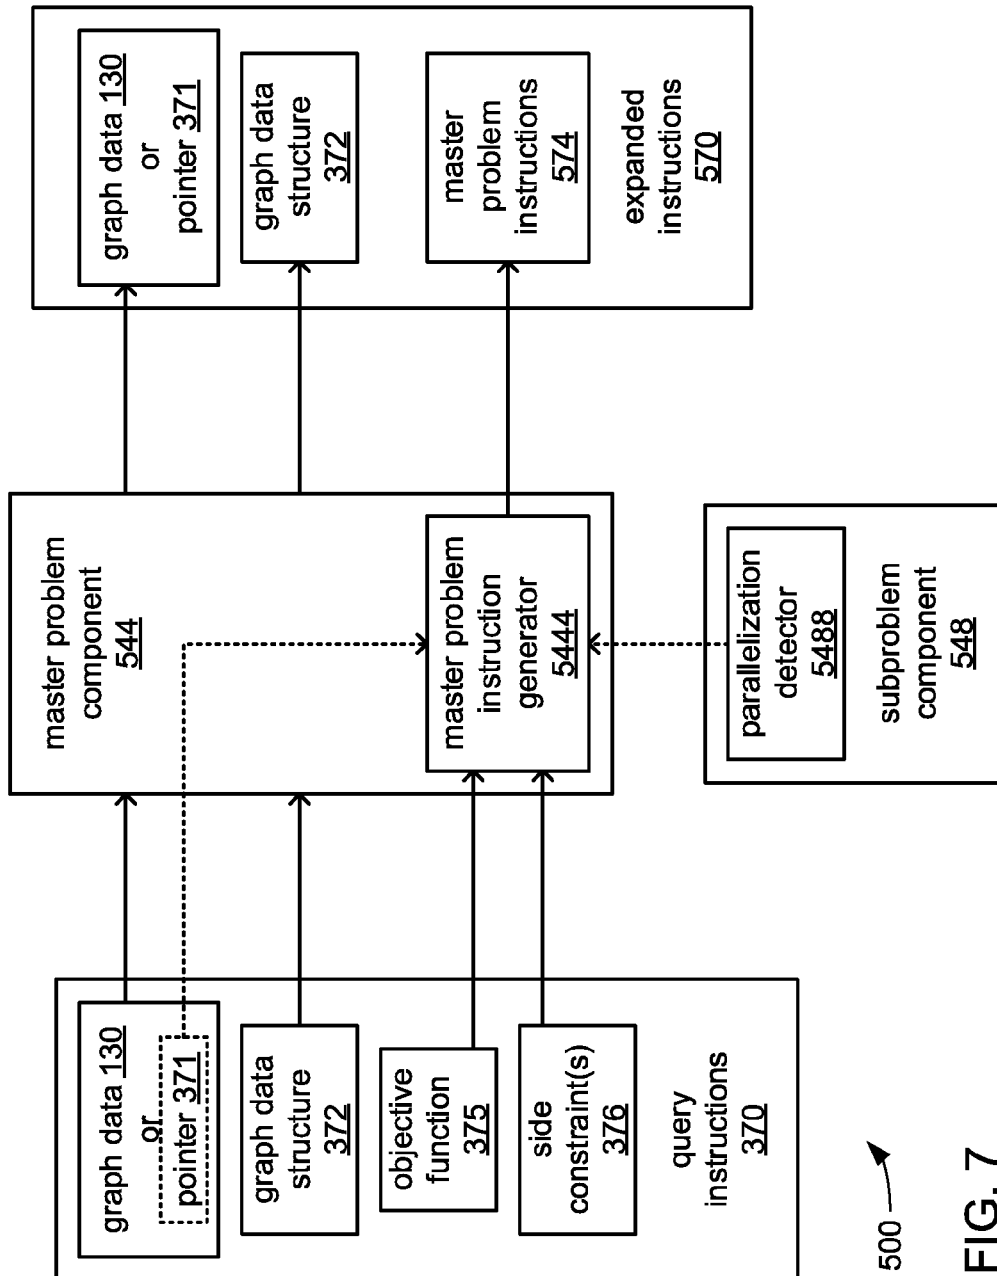 graph data 130
or
pointer 371
graph data
structure
372
objective
function
375
side
constraint(s)
376
query
instructions
370
master problem
component
544
master problem
instruction
generator
5444
parallelization
detector
5488
subproblem
component
548
graph data 130
or
pointer 371
graph data
structure
372
master
problem
instructions
574
expanded
instructions
570
500
FIG. 7